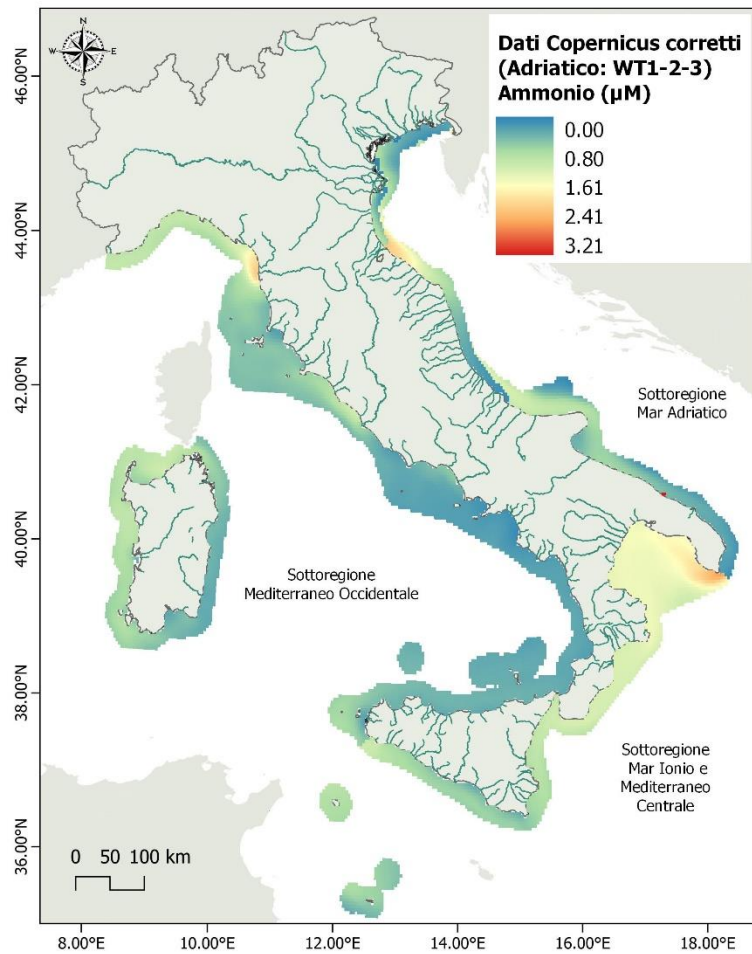 N
W
E
S
Dati Copernicus corretti
(Adriatico: WT1-2-3)
Ammonio (µM)
0.00
0.80
1.61
2.41
3.21
46.00°N
44.00°N
42.00°N
40.00°N
38.00°N
36.00°N
Sottoregione
Mar Adriatico
Sottoregione
Mediterraneo Occidentale
Sottoregione
Mar Ionio e
Mediterraneo
Centrale
0 50 100 km
8.00°E 10.00°E 12.00°E 14.00°E 16.00°E 18.00°E